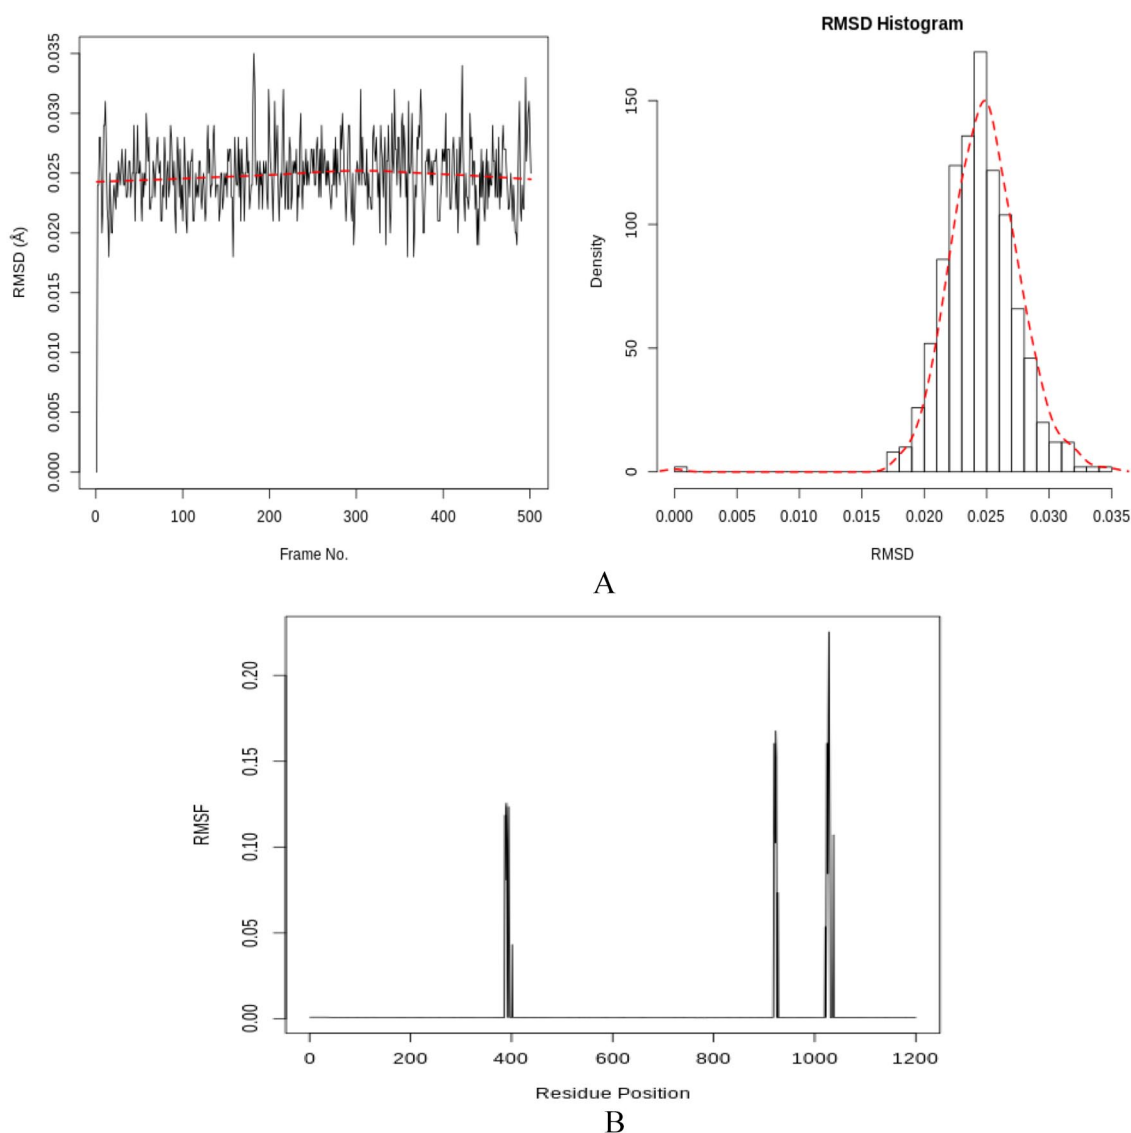 RMSD Histogram
0.035
0.030
0.025
0.020
0.015
0.010
0.005
0.000
RMSD (Å)
0 100 200 300 400 500
Frame No.
150
100
50
0
Density
0.000 0.005 0.010 0.015 0.020 0.025 0.030 0.035
RMSD
A
0.20
0.15
0.10
0.05
0.00
RMSF
0 200 400 600 800 1000 1200
Residue Position
B